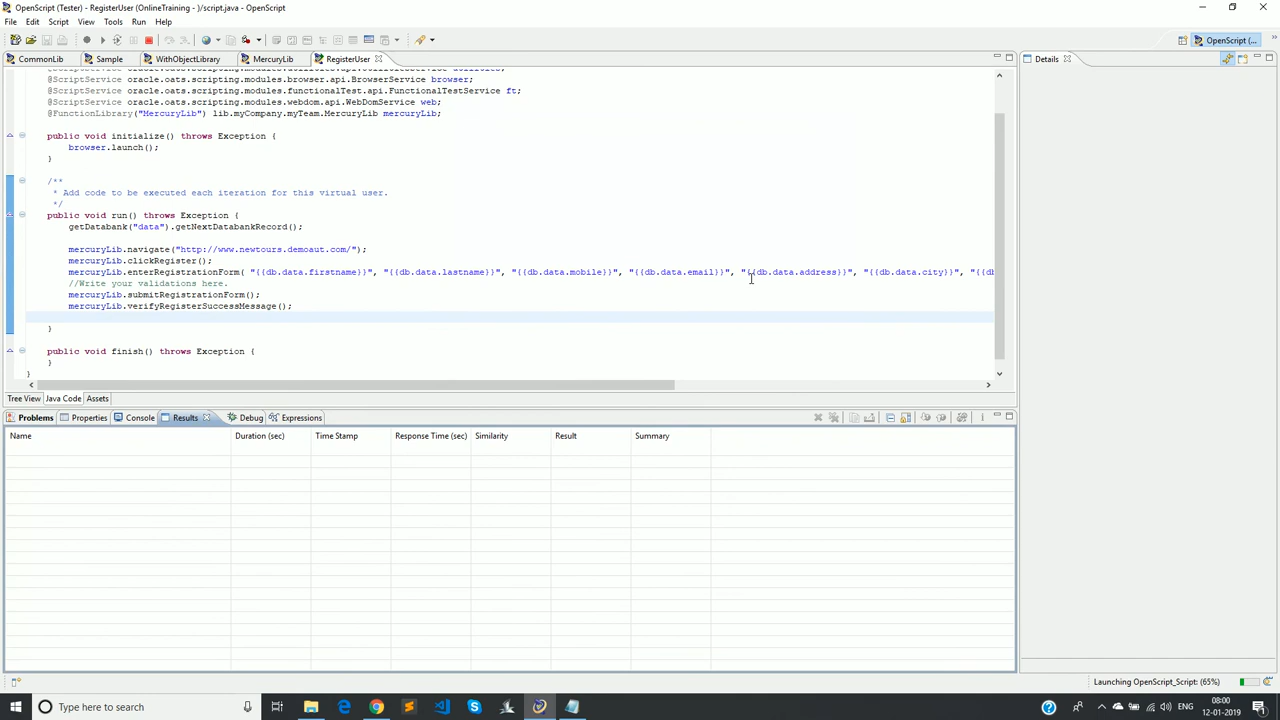 OpenScript (Tester) - RegisterUser (OnlineTraining - )/script.java - OpenScript
File Edit Script View Tools Run Help
OpenScript (...
CommonLib Sample WithObjectLibrary MercuryLib RegisterUser
Details
@ScriptService oracle.oats.scripting.modules.browser.api.BrowserService browser;
@ScriptService oracle.oats.scripting.modules.functionalTest.api.FunctionalTestService ft;
@ScriptService oracle.oats.scripting.modules.webdom.api.WebDomService web;
@FunctionLibrary("MercuryLib") lib.myCompany.myTeam.MercuryLib mercuryLib;
public void initialize() throws Exception {
browser.launch();
}
/**
* Add code to be executed each iteration for this virtual user.
*/
public void run() throws Exception {
getDatabank("data").getNextDatabankRecord();
mercuryLib.navigate("http://www.newtours.demoaut.com/");
mercuryLib.clickRegister();
mercuryLib.enterRegistrationForm( "{{db.data.firstname}}", "{{db.data.lastname}}", "{{db.data.mobile}}", "{{db.data.email}}", "{{db.data.address}}", "{{db.data.city}}", "{{db
//Write your validations here.
mercuryLib.submitRegistrationForm();
mercuryLib.verifyRegisterSuccessMessage();
}
public void finish() throws Exception {
}
}
Tree View Java Code Assets
Problems Properties Console Results Debug Expressions
Name Duration (sec) Time Stamp Response Time (sec) Similarity Result Summary
Launching OpenScript_Script: (65%)
Type here to search
ENG
08:00
12-01-2019